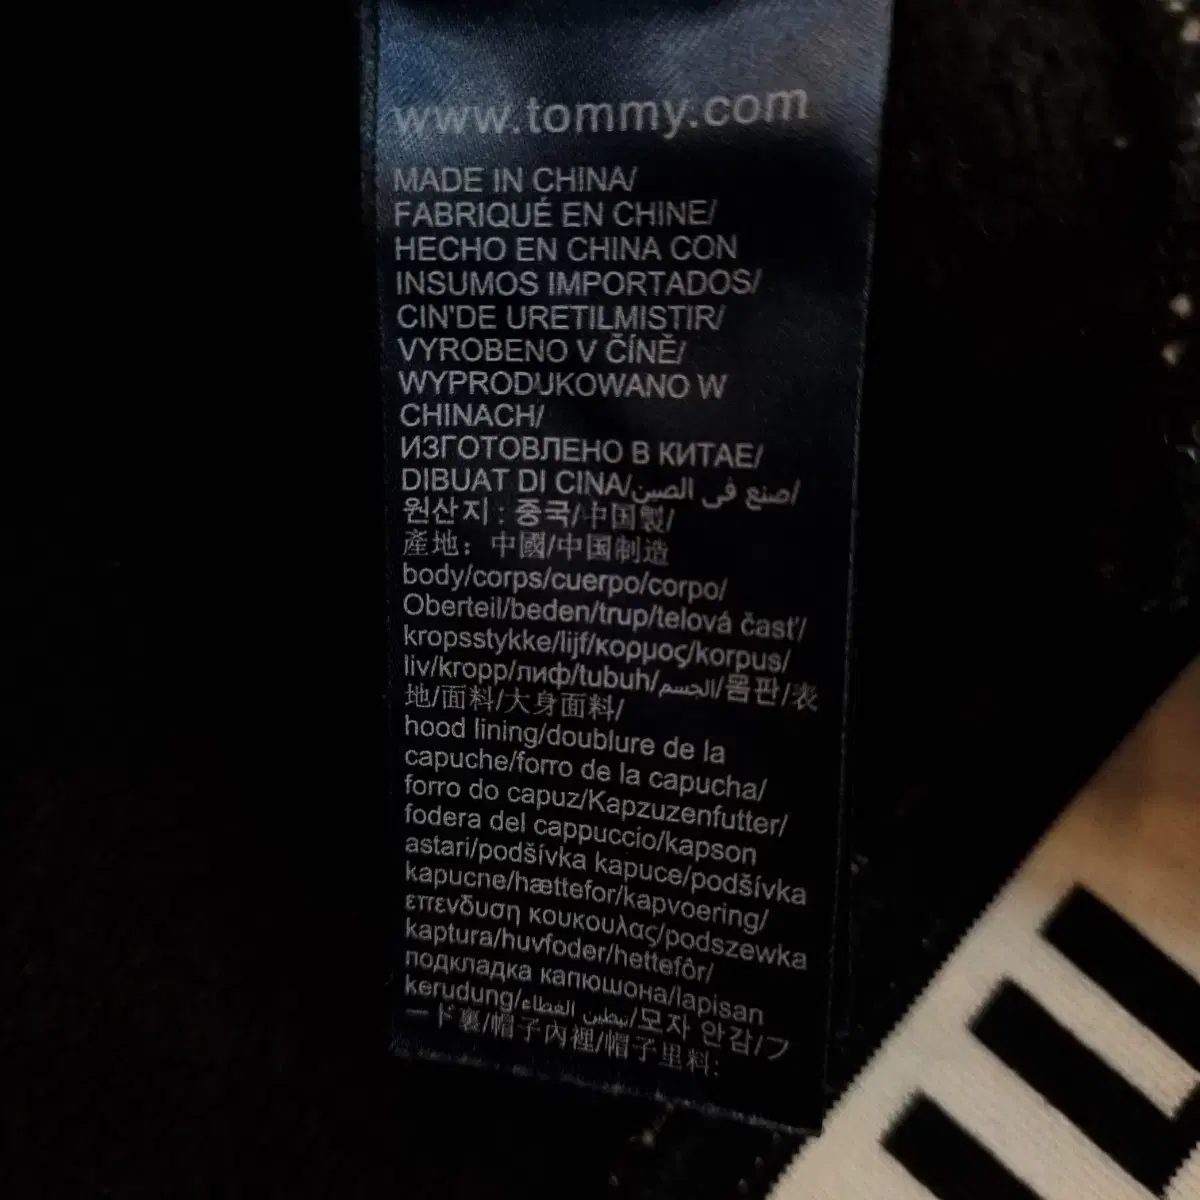 www.tommy.com
MADE IN CHINA/
FABRIQUÉ EN CHINE/
HECHO EN CHINA CON
INSUMOS IMPORTADOS/
CIN'DE URETILMISTIR/
VYROBENO V ČÍNĚ/
WYPRODUKOWANO W
CHINACH/
ИЗГОТОВЛЕНО В КИТАЕ/
DIBUAT DI CINA/صنع في الصين/
원산지 : 중국/中国製/
產地: 中國/中国制造
body/corps/cuerpo/corpo/
Oberteil/beden/trup/telová časť/
kropsstykke/lijf/κορμος/korpus/
liv/kropp/лиф/tubuh/الجسم/몸판/表
地/面料/大身面料/
hood lining/doublure de la
capuche/forro de la capucha/
forro do capuz/Kapzuzenfutter/
fodera del cappuccio/kapson
astari/podšívka kapuce/podšívka
kapucne/hættefor/kapvoering/
επενδυση κουκουλας/podszewka
kaptura/huvfoder/hettefôr/
подкладка капюшона/lapisan
kerudung/تبطين الغطاء/모자 안감/フ
ード裏/帽子內裡/帽子里料: